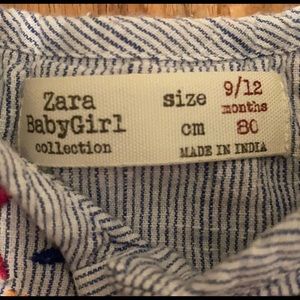 Zara
BabyGirl
collection
size 9/12
months
cm 80
MADE IN INDIA